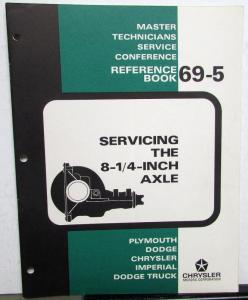 MASTER
TECHNICIANS
SERVICE
CONFERENCE
REFERENCE
BOOK 69-5
SERVICING
THE
8-1/4-INCH
AXLE
PLYMOUTH
DODGE
CHRYSLER
IMPERIAL
DODGE TRUCK
CHRYSLER
MOTORS CORPORATION